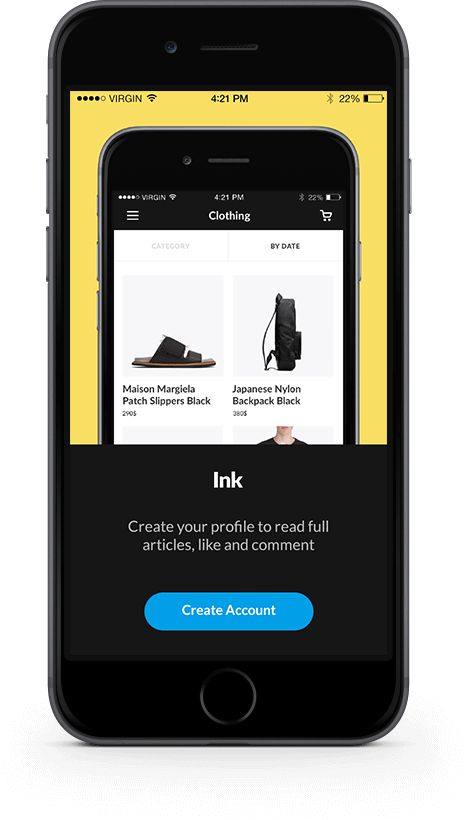 VIRGIN 4:21 PM 22%
VIRGIN 4:21 PM 22%
Clothing
CATEGORY BY DATE
Maison Margiela
Patch Slippers Black
290$
Japanese Nylon
Backpack Black
380$
Ink
Create your profile to read full
articles, like and comment
Create Account